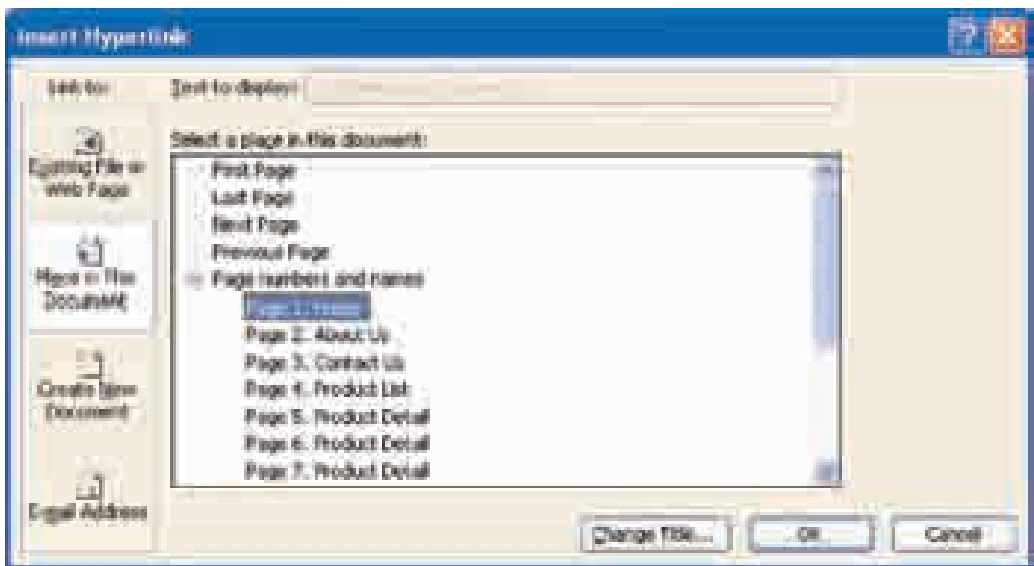 Insert Hyperlink
Link to:
Text to display:
Existing File or
Web Page
Place in This
Document
Create New
Document
E-mail Address
Select a place in this document:
First Page
Last Page
Next Page
Previous Page
Page numbers and names
Page
Page 2. About Us
Page 3. Contact Us
Page 4. Product List
Page 5. Product Detail
Page 6. Product Detail
Page 7. Product Detail
Change Title...
OK
Cancel